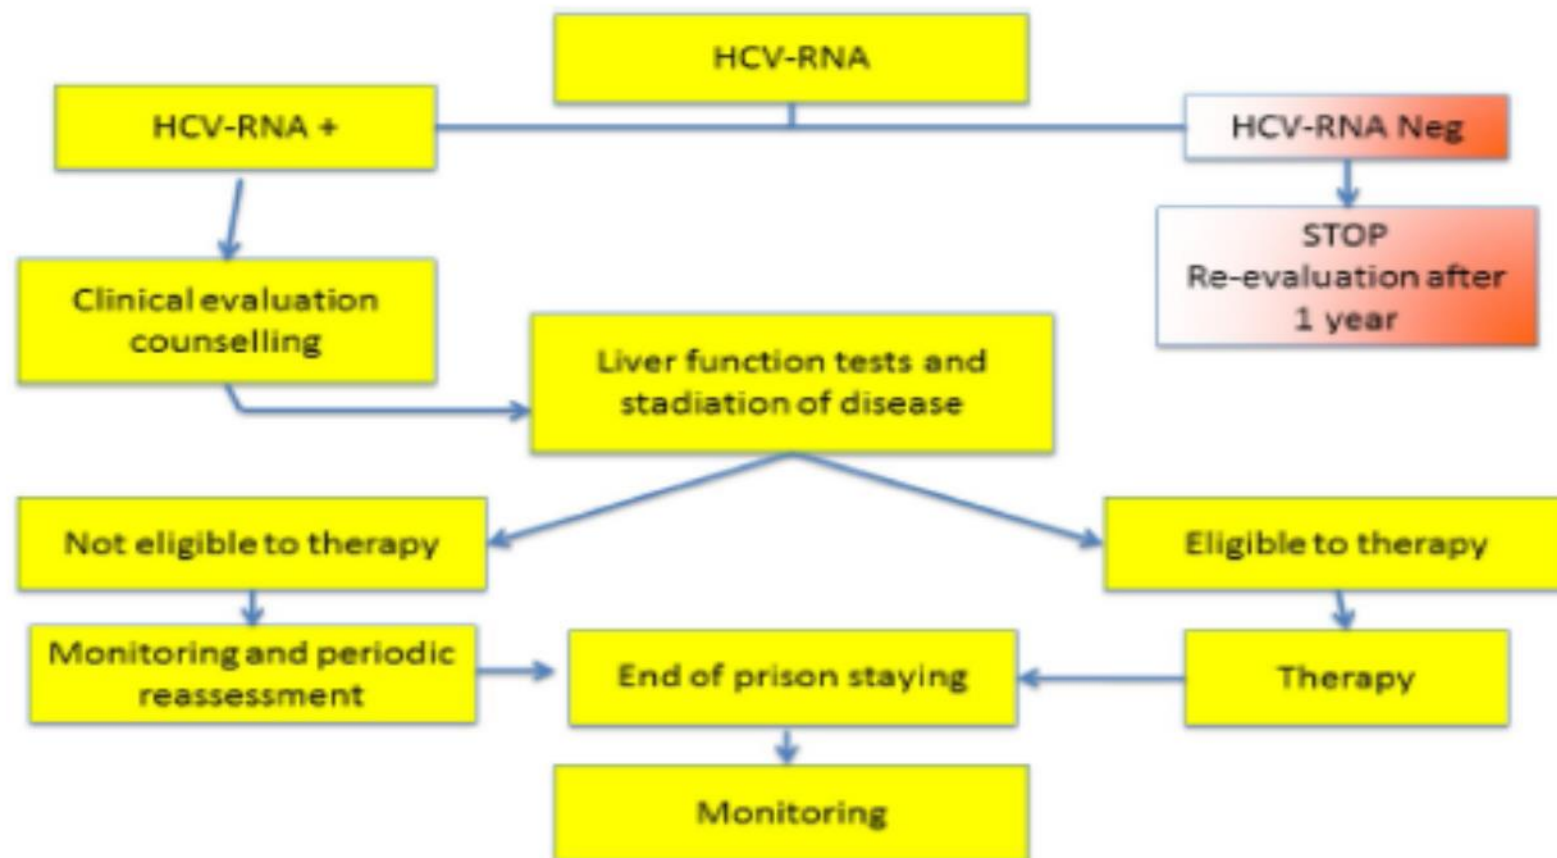 HCV-RNA
HCV-RNA +
HCV-RNA Neg
STOP
Re-evaluation after
1 year
Clinical evaluation
counselling
Liver function tests and
stadiation of disease
Not eligible to therapy
Eligible to therapy
Monitoring and periodic
reassessment
End of prison staying
Therapy
Monitoring